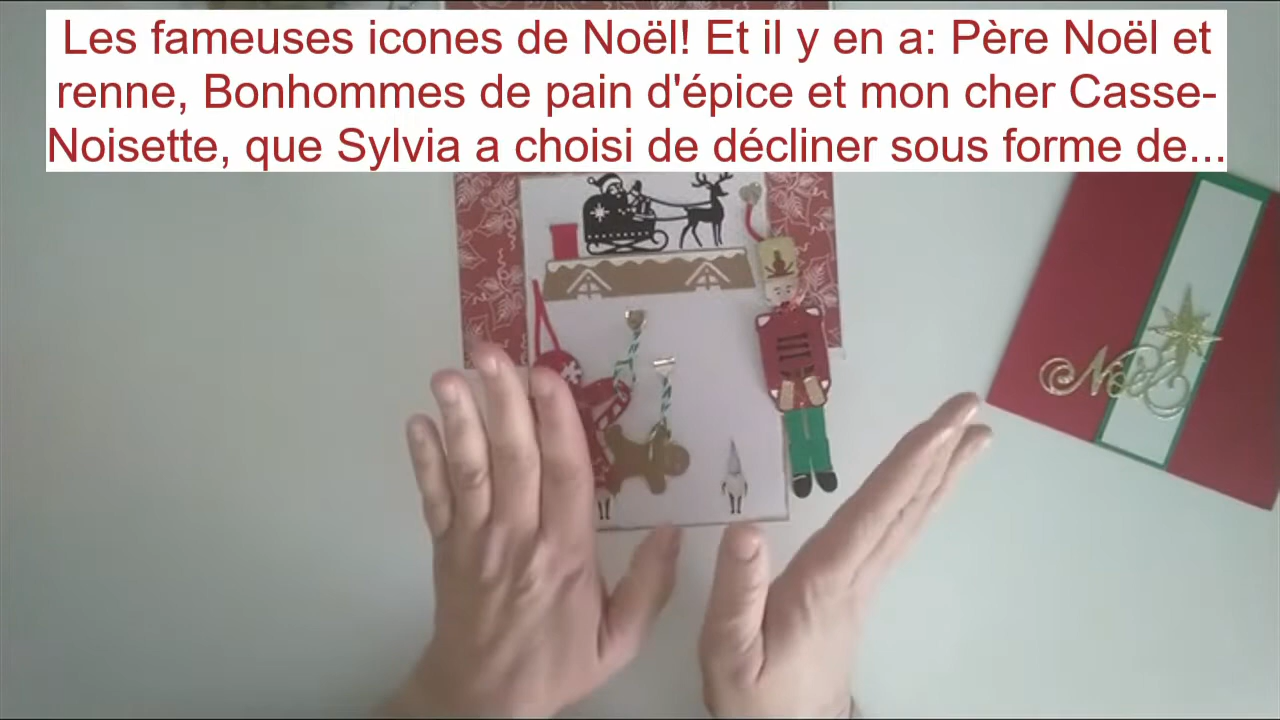 Les fameuses icones de Noël! Et il y en a: Père Noël et
renne, Bonhommes de pain d'épice et mon cher Casse-
Noisette, que Sylvia a choisi de décliner sous forme de...
Noël